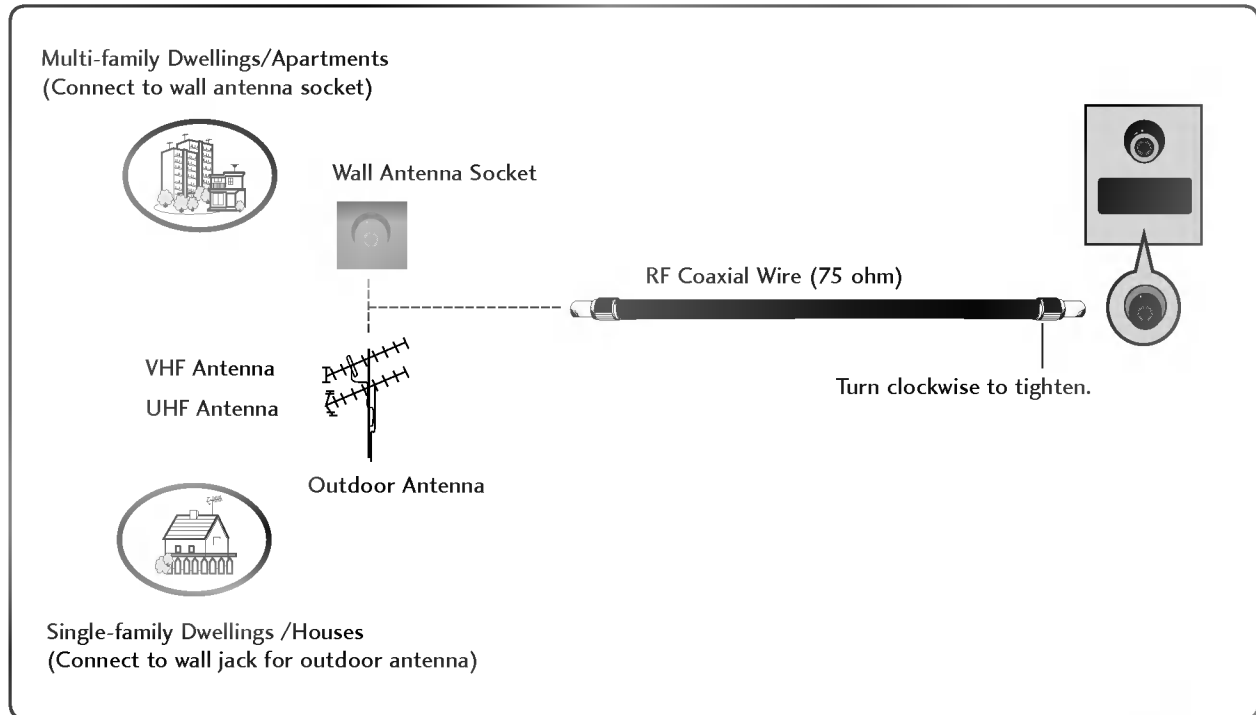 Multi-family Dwellings/Apartments
(Connect to wall antenna socket)
Wall Antenna Socket
RF Coaxial Wire (75 ohm)
VHF Antenna
UHF Antenna
Turn clockwise to tighten.
Outdoor Antenna
Single-family Dwellings /Houses
(Connect to wall jack for outdoor antenna)